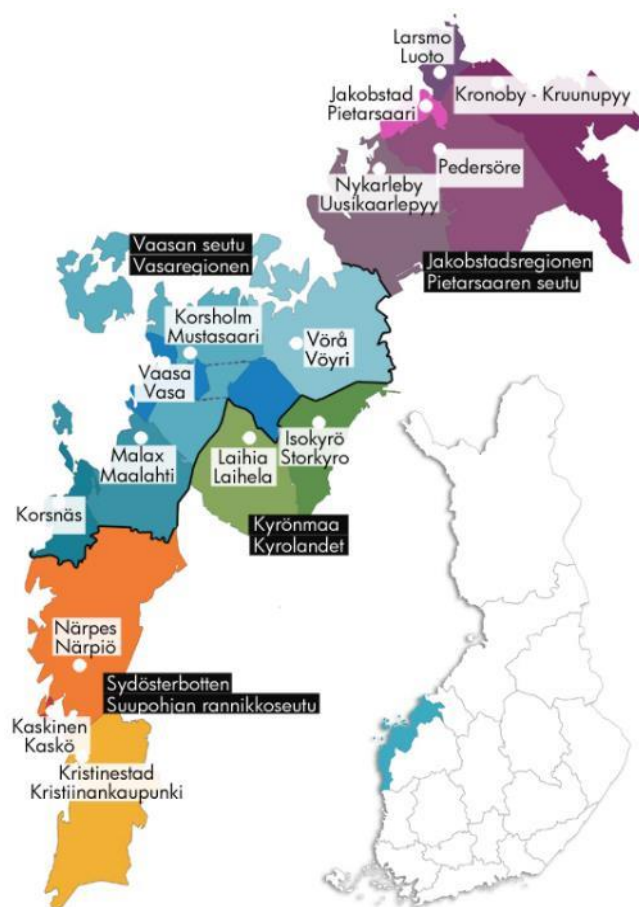 Larsmo
Luoto
Jakobstad
Pietarsaari
Kronoby - Kruunupyy
Pedersöre
Nykarleby
Uusikaarlepyy
Vaasan seutu
Vasaregionen
Jakobstadsregionen
Pietarsaaren seutu
Korsholm
Mustasaari
Vörå
Vöyri
Vaasa
Vasa
Isokyrö
Storkyro
Malax
Maalahti
Laihia
Laihela
Korsnäs
Kyrönmaa
Kyrolandet
Närpes
Närpiö
Sydösterbotten
Suupohjan rannikkoseutu
Kaskinen
Kaskö
Kristinestad
Kristiinankaupunki